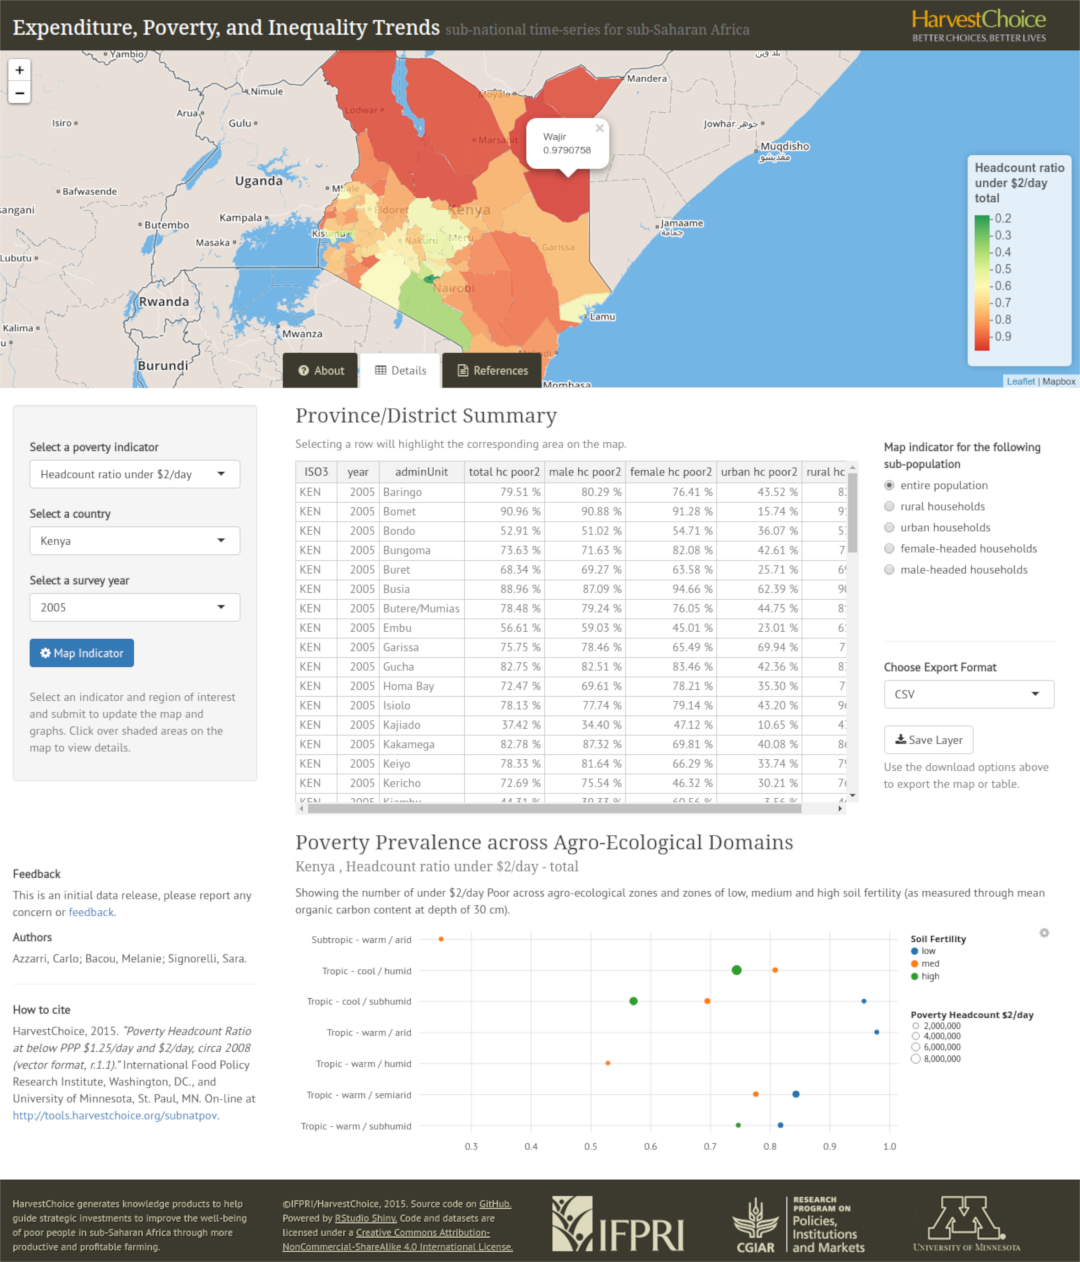 Expenditure, Poverty, and Inequality Trends sub-national time-series for sub-Saharan Africa
HarvestChoice
BETTER CHOICES, BETTER LIVES
+
−
Yambio
Nimule
Isiro
Arua
Gulu
Lodwar
Moyale
Mandera
Marsabit
Jowhar جوهر
Muqdisho
مقديشو
Wajir
0.9790758
×
Bafwasende
Uganda
Mbale
Eldoret
Kenya
Kampala
Butembo
Masaka
Kisumu
Nakuru
Meru
Garissa
Jamaame
جمامه
Lubutu
Nairobi
Rwanda
Lamu
Kalima
Mwanza
Burundi
Mombasa
Headcount ratio
under $2/day
total
0.2
0.3
0.4
0.5
0.6
0.7
0.8
0.9
Leaflet | Mapbox
About
Details
References
Select a poverty indicator
Headcount ratio under $2/day
Select a country
Kenya
Select a survey year
2005
Map Indicator
Select an indicator and region of interest
and submit to update the map and
graphs. Click over shaded areas on the
map to view details.
Province/District Summary
Selecting a row will highlight the corresponding area on the map.
ISO3 year adminUnit total hc poor2 male hc poor2 female hc poor2 urban hc poor2 rural hc
KEN 2005 Baringo 79.51 % 80.29 % 76.41 % 43.52 % 8
KEN 2005 Bomet 90.96 % 90.88 % 91.28 % 15.74 % 9
KEN 2005 Bondo 52.91 % 51.02 % 54.71 % 36.07 % 5
KEN 2005 Bungoma 73.63 % 71.63 % 82.08 % 42.61 % 7
KEN 2005 Buret 68.34 % 69.27 % 63.58 % 25.71 % 6
KEN 2005 Busia 88.96 % 87.09 % 94.66 % 62.39 % 9
KEN 2005 Butere/Mumias 78.48 % 79.24 % 76.05 % 44.75 % 8
KEN 2005 Embu 56.61 % 59.03 % 45.01 % 23.01 % 6
KEN 2005 Garissa 75.75 % 78.46 % 65.49 % 69.94 % 7
KEN 2005 Gucha 82.75 % 82.51 % 83.46 % 42.36 % 8
KEN 2005 Homa Bay 72.47 % 69.61 % 78.21 % 35.30 % 7
KEN 2005 Isiolo 78.13 % 77.74 % 79.14 % 43.20 % 9
KEN 2005 Kajiado 37.42 % 34.40 % 47.12 % 10.65 % 4
KEN 2005 Kakamega 82.78 % 87.32 % 69.81 % 40.08 % 8
KEN 2005 Keiyo 78.33 % 81.64 % 66.29 % 33.74 % 7
KEN 2005 Kericho 72.69 % 75.54 % 46.32 % 30.21 % 7
KEN 2005 Kiambu 44.71 % 39.33 % 60.56 % 3.56 %
Map indicator for the following
sub-population
entire population
rural households
urban households
female-headed households
male-headed households
Choose Export Format
CSV
Save Layer
Use the download options above
to export the map or table.
Poverty Prevalence across Agro-Ecological Domains
Kenya , Headcount ratio under $2/day - total
Showing the number of under $2/day Poor across agro-ecological zones and zones of low, medium and high soil fertility (as measured through mean
organic carbon content at depth of 30 cm).
Subtropic - warm / arid
Tropic - cool / humid
Tropic - cool / subhumid
Tropic - warm / arid
Tropic - warm / humid
Tropic - warm / semiarid
Tropic - warm / subhumid
0.3 0.4 0.5 0.6 0.7 0.8 0.9 1.0
Soil Fertility
low
med
high
Poverty Headcount $2/day
2,000,000
4,000,000
6,000,000
8,000,000
Feedback
This is an initial data release, please report any
concern or feedback.
Authors
Azzarri, Carlo; Bacou, Melanie; Signorelli, Sara.
How to cite
HarvestChoice, 2015. "Poverty Headcount Ratio
at below PPP $1.25/day and $2/day, circa 2008
(vector format, r.1.1)." International Food Policy
Research Institute, Washington, DC., and
University of Minnesota, St. Paul, MN. On-line at
http://tools.harvestchoice.org/subnatpov.
HarvestChoice generates knowledge products to help
guide strategic investments to improve the well-being
of poor people in sub-Saharan Africa through more
productive and profitable farming.
©IFPRI/HarvestChoice, 2015. Source code on GitHub.
Powered by RStudio Shiny. Code and datasets are
licensed under a Creative Commons Attribution-
NonCommercial-ShareAlike 4.0 International License.
IFPRI
CGIAR
RESEARCH
PROGRAM ON
Policies,
Institutions
and Markets
M
UNIVERSITY OF MINNESOTA